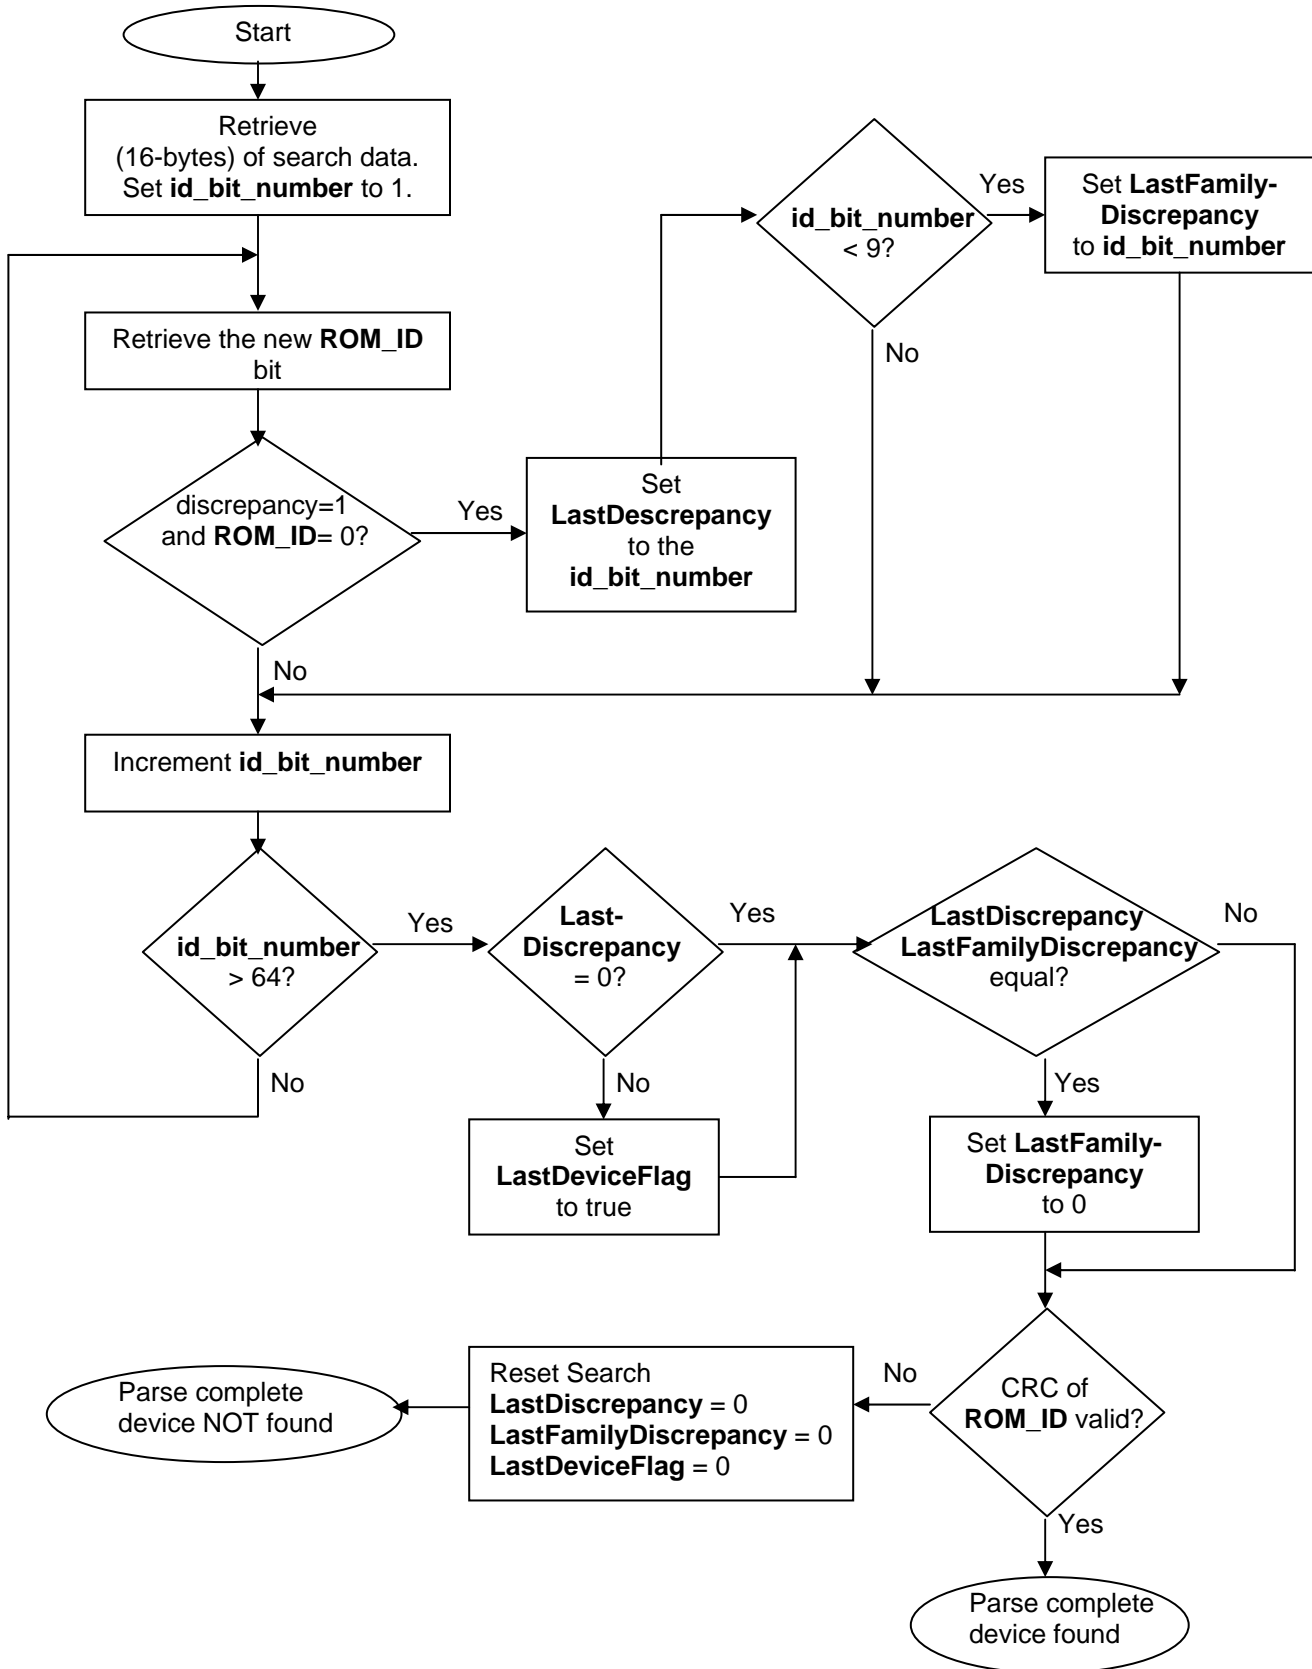 Start
Retrieve
(16-bytes) of search data.
Set id_bit_number to 1.
Retrieve the new ROM_ID
bit
discrepancy=1
and ROM_ID= 0?
Yes
Set
LastDescrepancy
to the
id_bit_number
id_bit_number
< 9?
Yes
Set LastFamily-
Discrepancy
to id_bit_number
No
No
Increment id_bit_number
id_bit_number
> 64?
Yes
No
Last-
Discrepancy
= 0?
Yes
No
Set
LastDeviceFlag
to true
LastDiscrepancy
LastFamilyDiscrepancy
equal?
No
Yes
Set LastFamily-
Discrepancy
to 0
CRC of
ROM_ID valid?
No
Reset Search
LastDiscrepancy = 0
LastFamilyDiscrepancy = 0
LastDeviceFlag = 0
Parse complete
device NOT found
Yes
Parse complete
device found